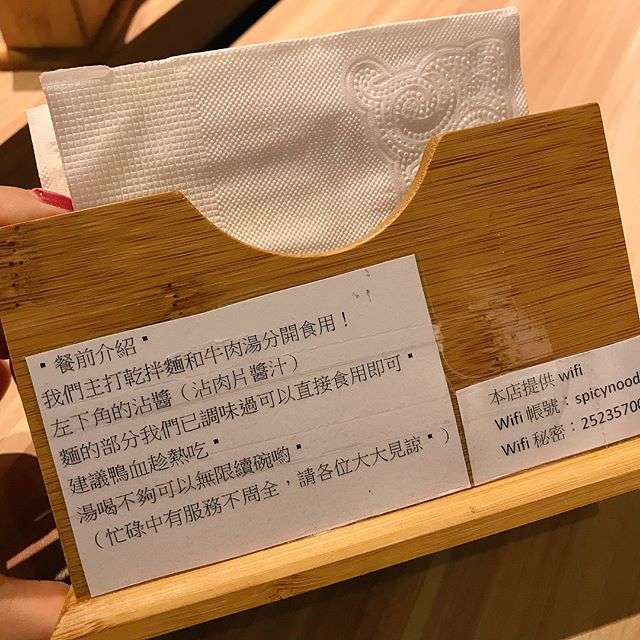 ▪餐前介紹▪
我們主打乾拌麵和牛肉湯分開食用！
左下角的沾醬（沾肉片醬汁）
麵的部分我們已調味過可以直接食用即可▪
建議鴨血趁熱吃▪
湯喝不夠可以無限續碗喲▪
（忙碌中有服務不周全，請各位大大見諒▪）
本店提供 wifi
Wifi 帳號：spicynood
Wifi 秘密：25235700